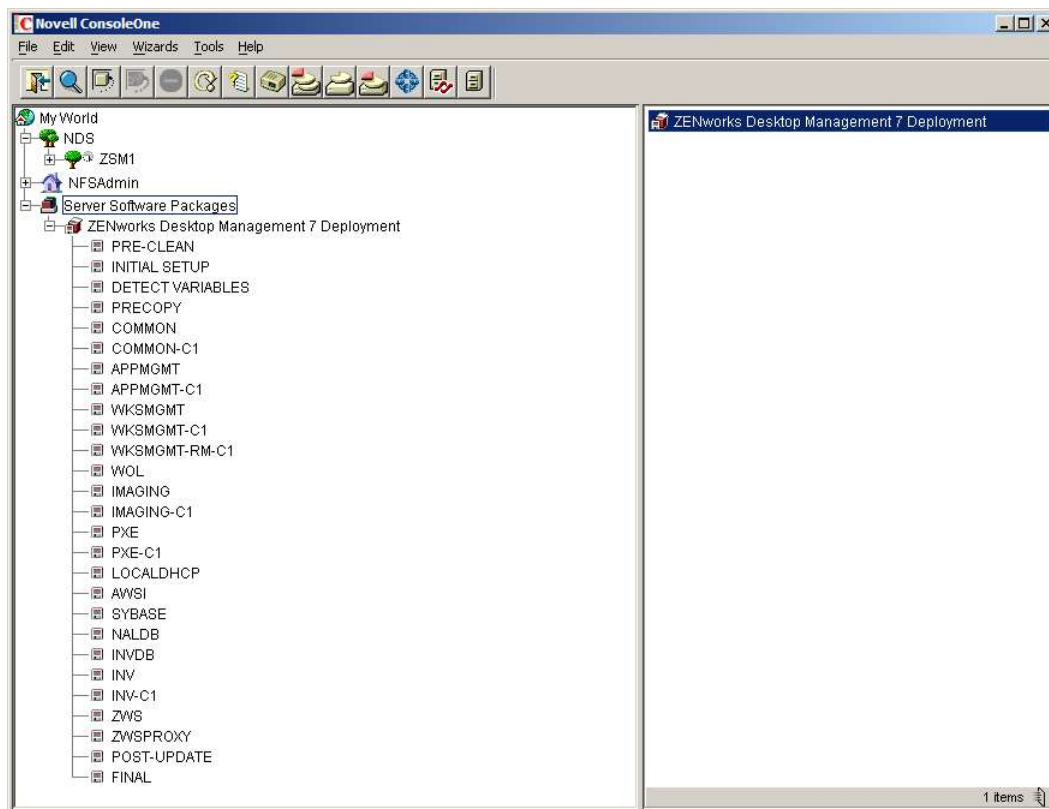 Novell ConsoleOne
File Edit View Wizards Tools Help
My World
NDS
ZSM1
NFSAdmin
Server Software Packages
ZENworks Desktop Management 7 Deployment
PRE-CLEAN
INITIAL SETUP
DETECT VARIABLES
PRECOPY
COMMON
COMMON-C1
APPMGMT
APPMGMT-C1
WKSMGMT
WKSMGMT-C1
WKSMGMT-RM-C1
WOL
IMAGING
IMAGING-C1
PXE
PXE-C1
LOCALDHCP
AWSI
SYBASE
NALDB
INVDB
INV
INV-C1
ZWS
ZWSPROXY
POST-UPDATE
FINAL
ZENworks Desktop Management 7 Deployment
1 items